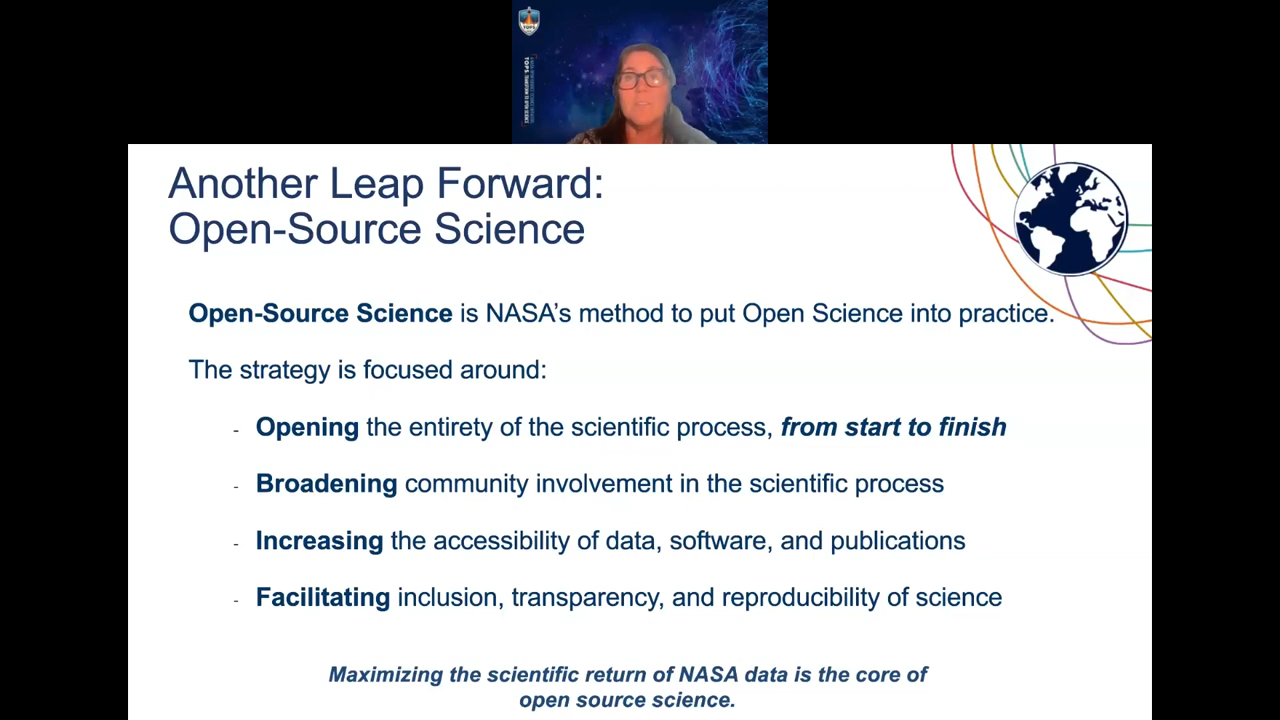 TOPS
Another Leap Forward:
Open-Source Science
Open-Source Science is NASA's method to put Open Science into practice.
The strategy is focused around:
- Opening the entirety of the scientific process, from start to finish
- Broadening community involvement in the scientific process
- Increasing the accessibility of data, software, and publications
- Facilitating inclusion, transparency, and reproducibility of science
Maximizing the scientific return of NASA data is the core of
open source science.